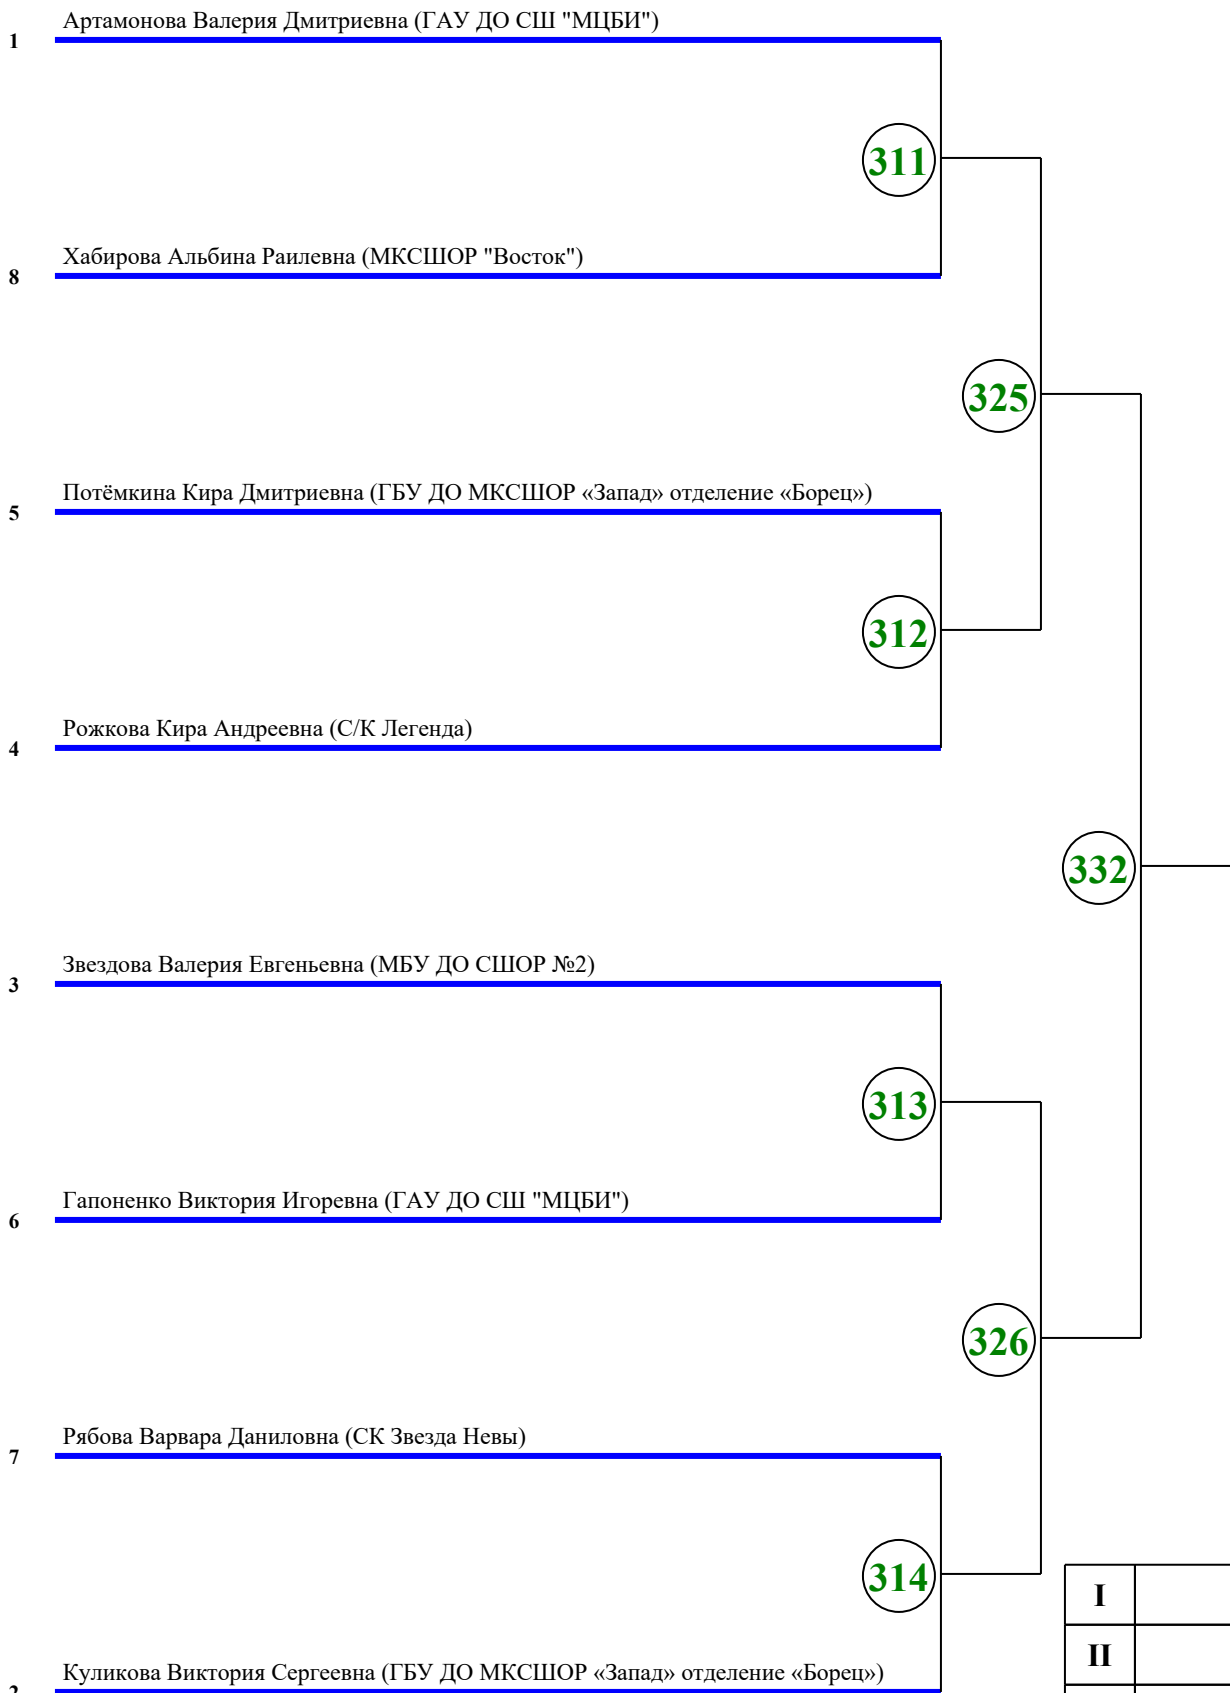 Артамонова Валерия Дмитриевна (ГАУ ДО СШ "МЦБИ")
1
311
Хабирова Альбина Раилевна (МКСШОР "Восток")
8
325
Потёмкина Кира Дмитриевна (ГБУ ДО МКСШОР «Запад» отделение «Борец»)
5
312
Рожкова Кира Андреевна (С/К Легенда)
4
332
Звездова Валерия Евгеньевна (МБУ ДО СШОР №2)
3
313
Гапоненко Виктория Игоревна (ГАУ ДО СШ "МЦБИ")
6
326
Рябова Варвара Даниловна (СК Звезда Невы)
7
314
I
II
Куликова Виктория Сергеевна (ГБУ ДО МКСШОР «Запад» отделение «Борец»)
2